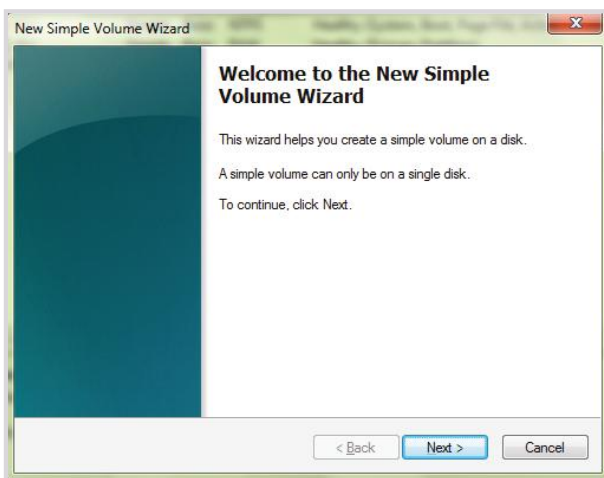 New Simple Volume Wizard
Welcome to the New Simple
Volume Wizard
This wizard helps you create a simple volume on a disk.
A simple volume can only be on a single disk.
To continue, click Next.
< Back Next > Cancel